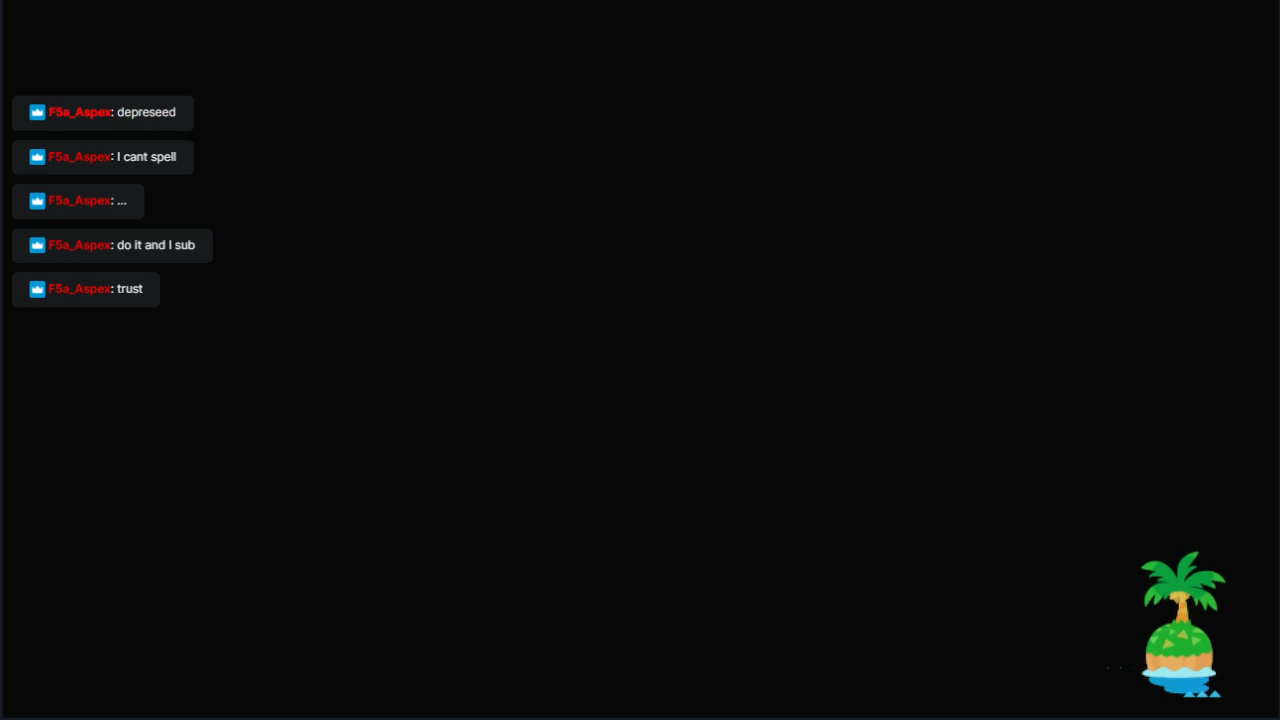 F5a_Aspex: depreseed
F5a_Aspex: I cant spell
F5a_Aspex: ...
F5a_Aspex: do it and I sub
F5a_Aspex: trust